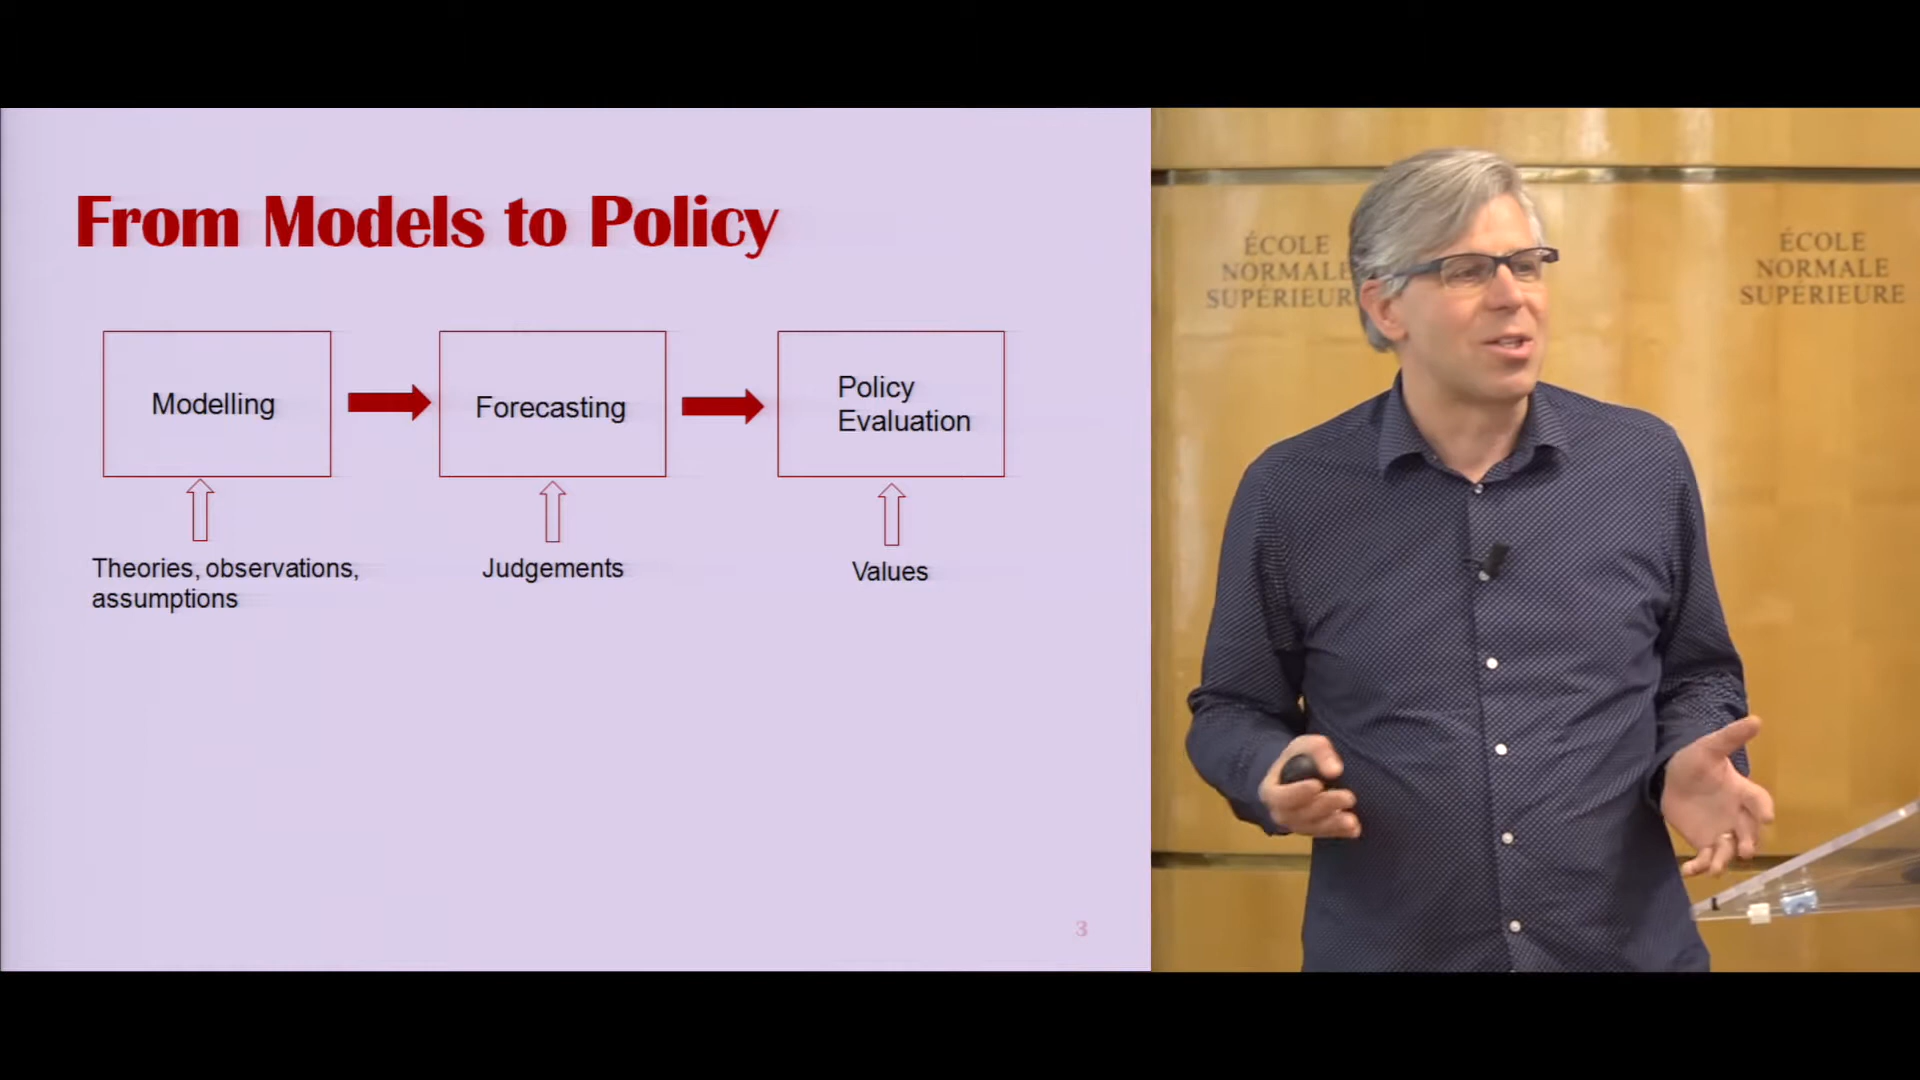 From Models to Policy
Modelling
Forecasting
Policy
Evaluation
Theories, observations,
assumptions
Judgements
Values
3
ÉCOLE
NORMALE
SUPÉRIEUR
ÉCOLE
NORMALE
SUPÉRIEURE